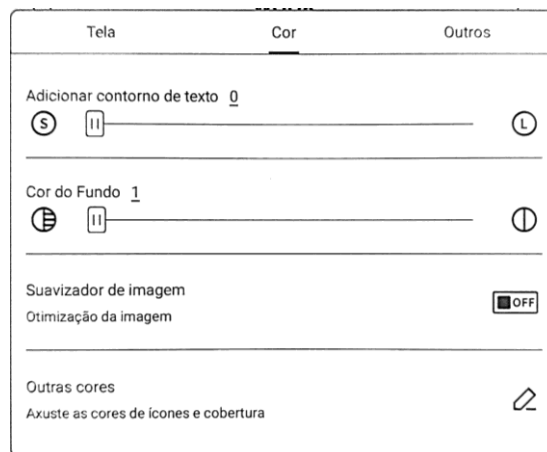 Tela Cor Outros
Adicionar contorno de texto 0
S L
Cor do Fundo 1
Suavizador de imagem
OFF
Otimização da imagem
Outras cores
Axuste as cores de ícones e cobertura